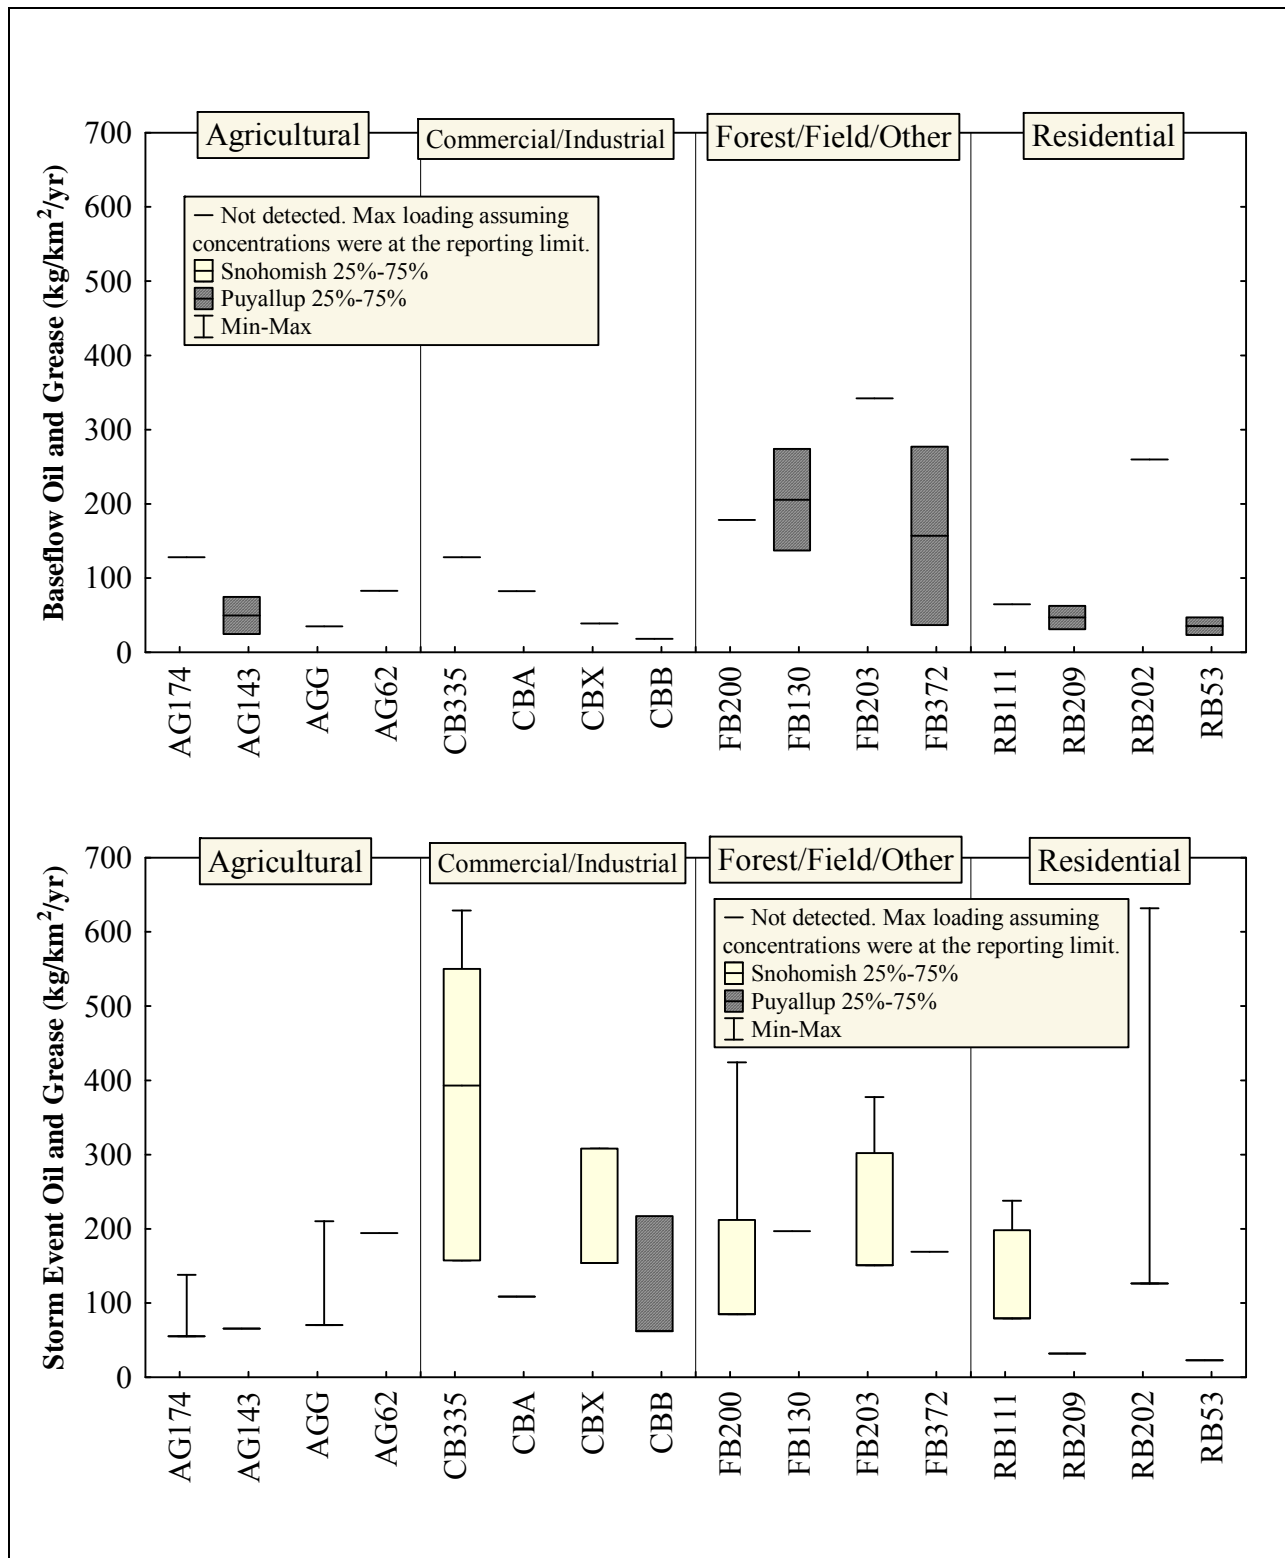 Agricultural
Commercial/Industrial
Forest/Field/Other
Residential
Baseflow Oil and Grease (kg/km²/yr)
700
600
500
400
300
200
100
0
— Not detected. Max loading assuming
concentrations were at the reporting limit.
Snohomish 25%-75%
Puyallup 25%-75%
Min-Max
AG174
AG143
AGG
AG62
CB335
CBA
CBX
CBB
FB200
FB130
FB203
FB372
RB111
RB209
RB202
RB53
Agricultural
Commercial/Industrial
Forest/Field/Other
Residential
Storm Event Oil and Grease (kg/km²/yr)
700
600
500
400
300
200
100
0
— Not detected. Max loading assuming
concentrations were at the reporting limit.
Snohomish 25%-75%
Puyallup 25%-75%
Min-Max
AG174
AG143
AGG
AG62
CB335
CBA
CBX
CBB
FB200
FB130
FB203
FB372
RB111
RB209
RB202
RB53